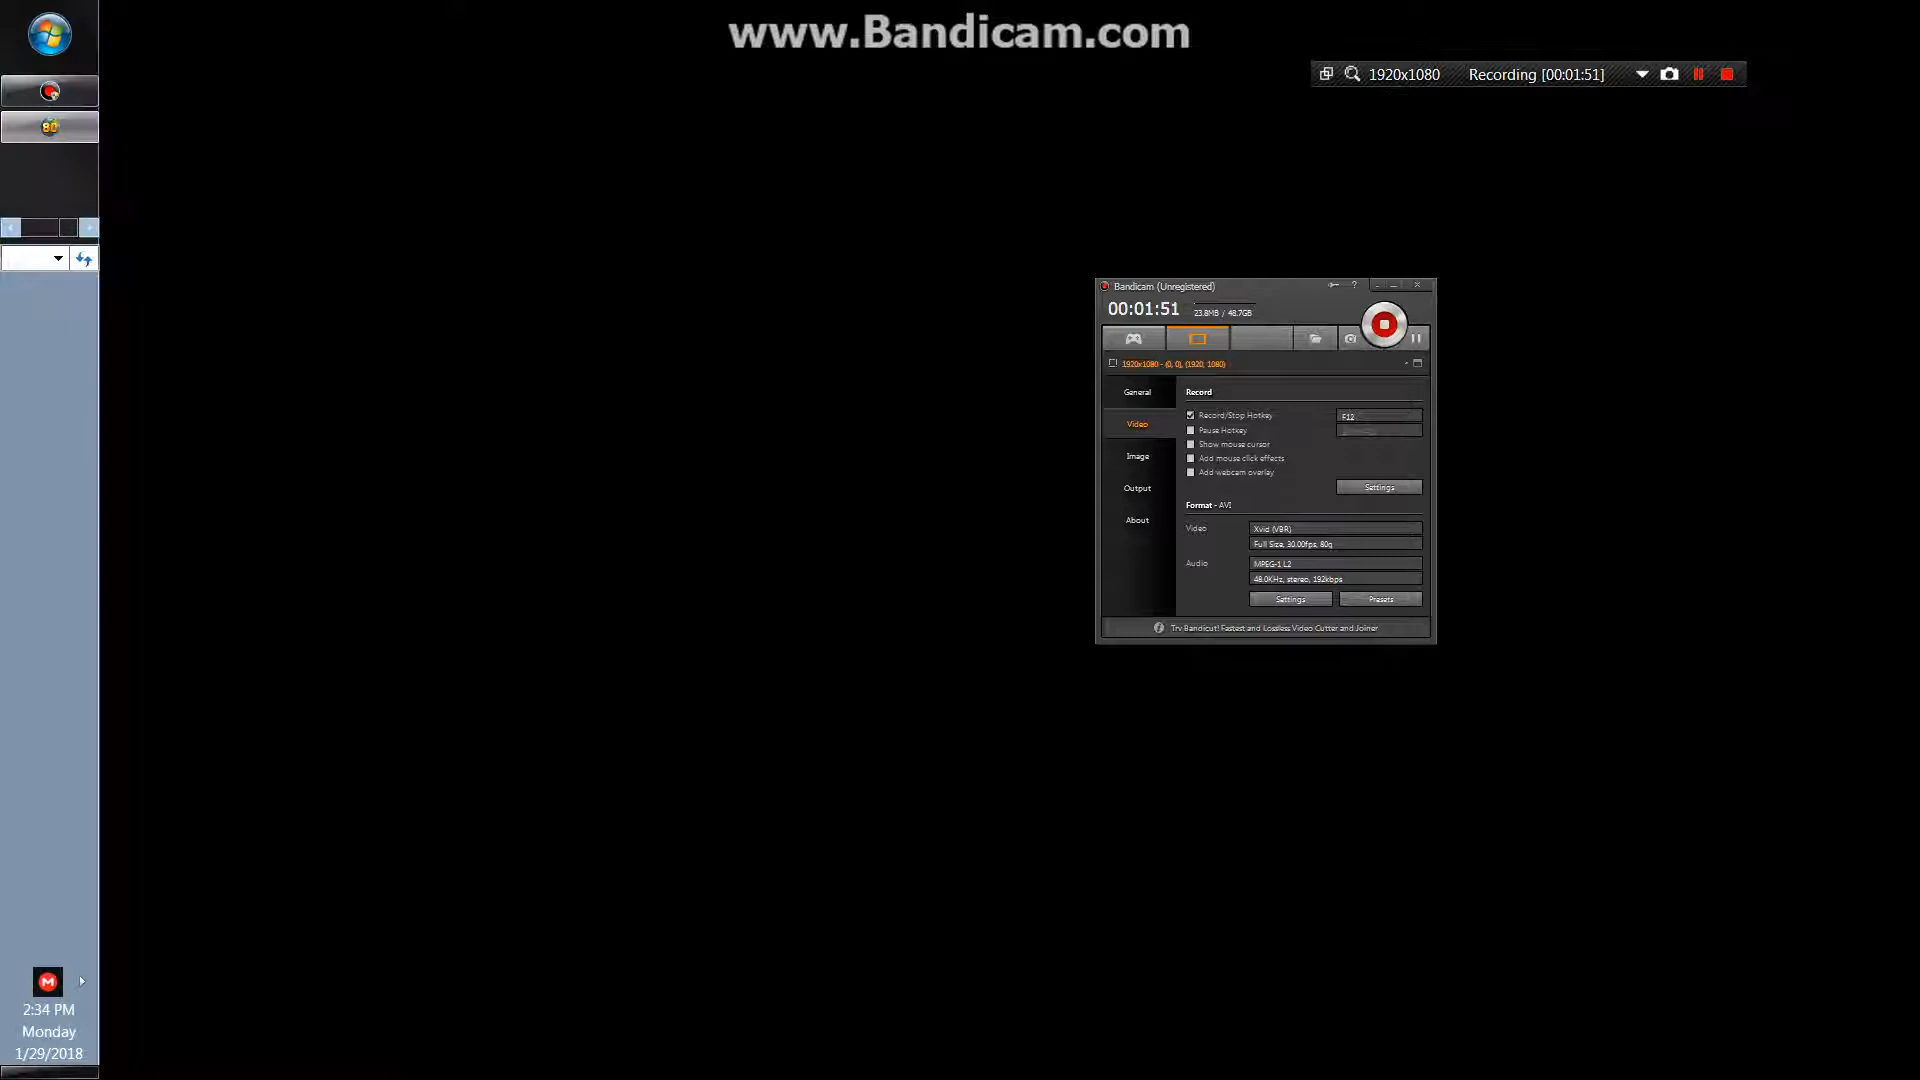 www.Bandicam.com
1920x1080 Recording [00:01:51]
80
Bandicam (Unregistered)
00:01:51 23.8MB / 48.7GB
1920x1080 - (0, 0), (1920, 1080)
General
Video
Image
Output
About
Record
Record/Stop Hotkey F12
Pause Hotkey
Show mouse cursor
Add mouse click effects
Add webcam overlay
Settings
Format - AVI
Video Xvid (VBR)
Full Size, 30.00fps, 80q
Audio MPEG-1 L2
48.0KHz, stereo, 192kbps
Settings Presets
Try Bandicut! Fastest and Lossless Video Cutter and Joiner
M
2:34 PM
Monday
1/29/2018